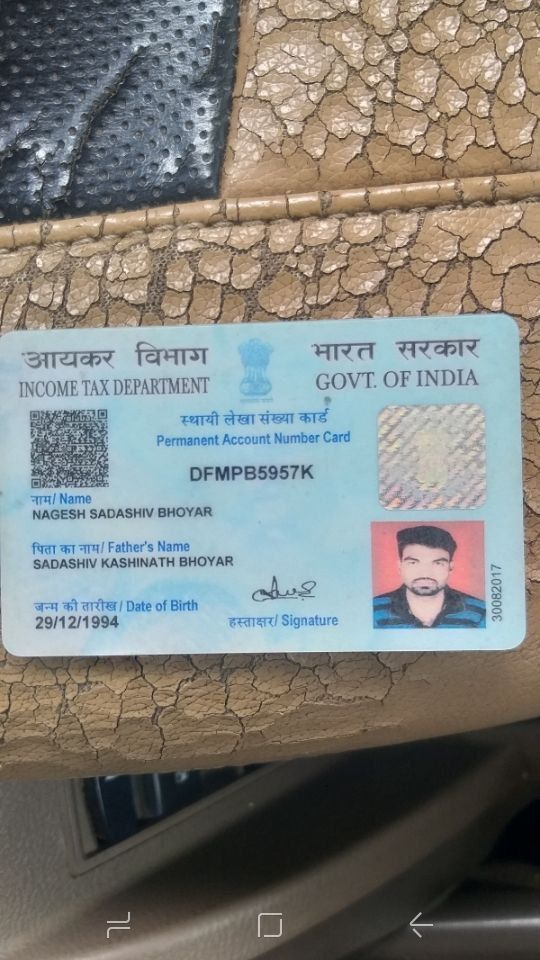 आयकर विभाग
INCOME TAX DEPARTMENT
भारत सरकार
GOVT. OF INDIA
स्थायी लेखा संख्या कार्ड
Permanent Account Number Card
DFMPB5957K
नाम/ Name
NAGESH SADASHIV BHOYAR
पिता का नाम/ Father's Name
SADASHIV KASHINATH BHOYAR
जन्म की तारीख/ Date of Birth
29/12/1994
हस्ताक्षर/ Signature
30082017